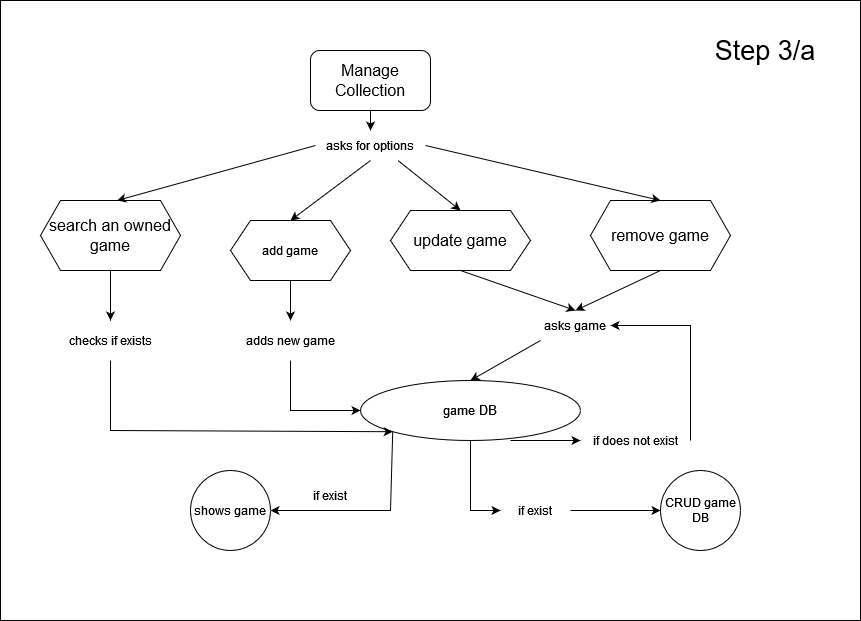 Step 3/a
Manage
Collection
asks for options
search an owned
game
add game
update game
remove game
checks if exists
adds new game
asks game
game DB
if does not exist
if exist
shows game
if exist
CRUD game
DB